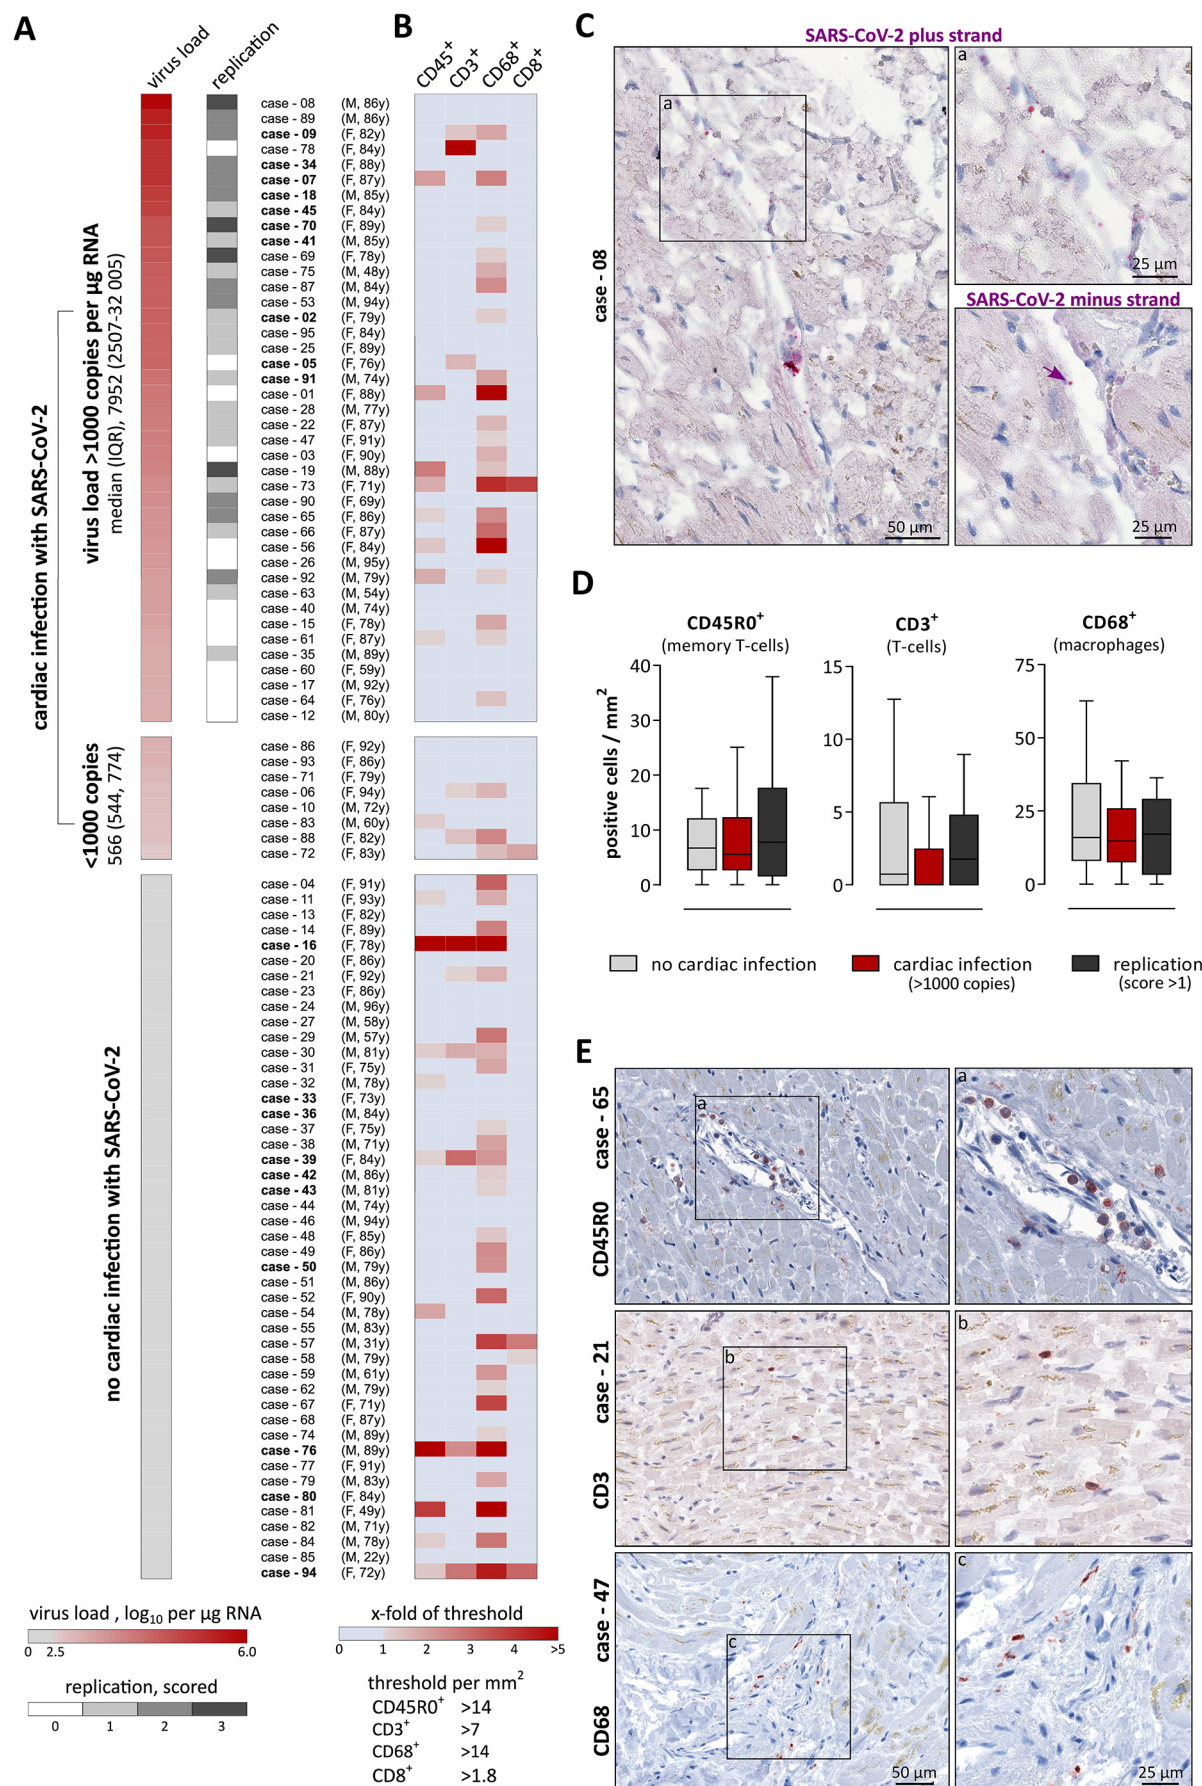 A
virus load
replication
cardiac infection with SARS-CoV-2
virus load >1000 copies per µg RNA
median (IQR), 7952 (2507-32 005)
<1000 copies
566 (544, 774)
no cardiac infection with SARS-CoV-2
case - 08 (M, 86y)
case - 89 (M, 86y)
case - 09 (F, 82y)
case - 78 (F, 84y)
case - 34 (F, 88y)
case - 07 (F, 87y)
case - 18 (M, 85y)
case - 45 (F, 84y)
case - 70 (F, 89y)
case - 41 (M, 85y)
case - 69 (F, 78y)
case - 75 (M, 48y)
case - 87 (M, 84y)
case - 53 (M, 94y)
case - 02 (F, 79y)
case - 95 (F, 84y)
case - 25 (F, 89y)
case - 05 (F, 76y)
case - 91 (M, 74y)
case - 01 (F, 88y)
case - 28 (M, 77y)
case - 22 (F, 87y)
case - 47 (F, 91y)
case - 03 (F, 90y)
case - 19 (M, 88y)
case - 73 (F, 71y)
case - 90 (F, 69y)
case - 65 (F, 86y)
case - 66 (F, 87y)
case - 56 (F, 84y)
case - 26 (M, 95y)
case - 92 (M, 79y)
case - 63 (M, 54y)
case - 40 (M, 74y)
case - 15 (F, 78y)
case - 61 (F, 87y)
case - 35 (M, 89y)
case - 60 (F, 59y)
case - 17 (M, 92y)
case - 64 (F, 76y)
case - 12 (M, 80y)
case - 86 (F, 92y)
case - 93 (F, 86y)
case - 71 (F, 79y)
case - 06 (F, 94y)
case - 10 (M, 72y)
case - 83 (M, 60y)
case - 88 (F, 82y)
case - 72 (F, 83y)
case - 04 (F, 91y)
case - 11 (F, 93y)
case - 13 (F, 82y)
case - 14 (F, 89y)
case - 16 (F, 78y)
case - 20 (F, 86y)
case - 21 (F, 92y)
case - 23 (F, 86y)
case - 24 (M, 96y)
case - 27 (M, 58y)
case - 29 (M, 57y)
case - 30 (M, 81y)
case - 31 (F, 75y)
case - 32 (M, 78y)
case - 33 (F, 73y)
case - 36 (M, 84y)
case - 37 (F, 75y)
case - 38 (M, 71y)
case - 39 (F, 84y)
case - 42 (M, 86y)
case - 43 (M, 81y)
case - 44 (M, 74y)
case - 46 (M, 94y)
case - 48 (F, 85y)
case - 49 (F, 86y)
case - 50 (M, 79y)
case - 51 (M, 86y)
case - 52 (F, 90y)
case - 54 (M, 78y)
case - 55 (M, 83y)
case - 57 (M, 31y)
case - 58 (M, 79y)
case - 59 (M, 61y)
case - 62 (M, 79y)
case - 67 (F, 71y)
case - 68 (F, 87y)
case - 74 (M, 89y)
case - 76 (M, 89y)
case - 77 (F, 91y)
case - 79 (M, 83y)
case - 80 (F, 84y)
case - 81 (F, 49y)
case - 82 (M, 71y)
case - 84 (M, 78y)
case - 85 (M, 22y)
case - 94 (F, 72y)
virus load , log10 per µg RNA
0 2.5 6.0
replication, scored
0 1 2 3
B
CD45+
CD3+
CD68+
CD8+
x-fold of threshold
0 1 2 3 4 >5
threshold per mm2
CD45R0+ >14
CD3+ >7
CD68+ >14
CD8+ >1.8
C
SARS-CoV-2 plus strand
case - 08
a
50 µm
a
25 µm
SARS-CoV-2 minus strand
25 µm
D
positive cells / mm2
CD45R0+
(memory T-cells)
40
30
20
10
0
CD3+
(T-cells)
15
10
5
0
CD68+
(macrophages)
75
50
25
0
no cardiac infection
cardiac infection
(>1000 copies)
replication
(score >1)
E
case - 65
CD45R0
a
a
case - 21
CD3
b
b
case - 47
CD68
c
50 µm
c
25 µm